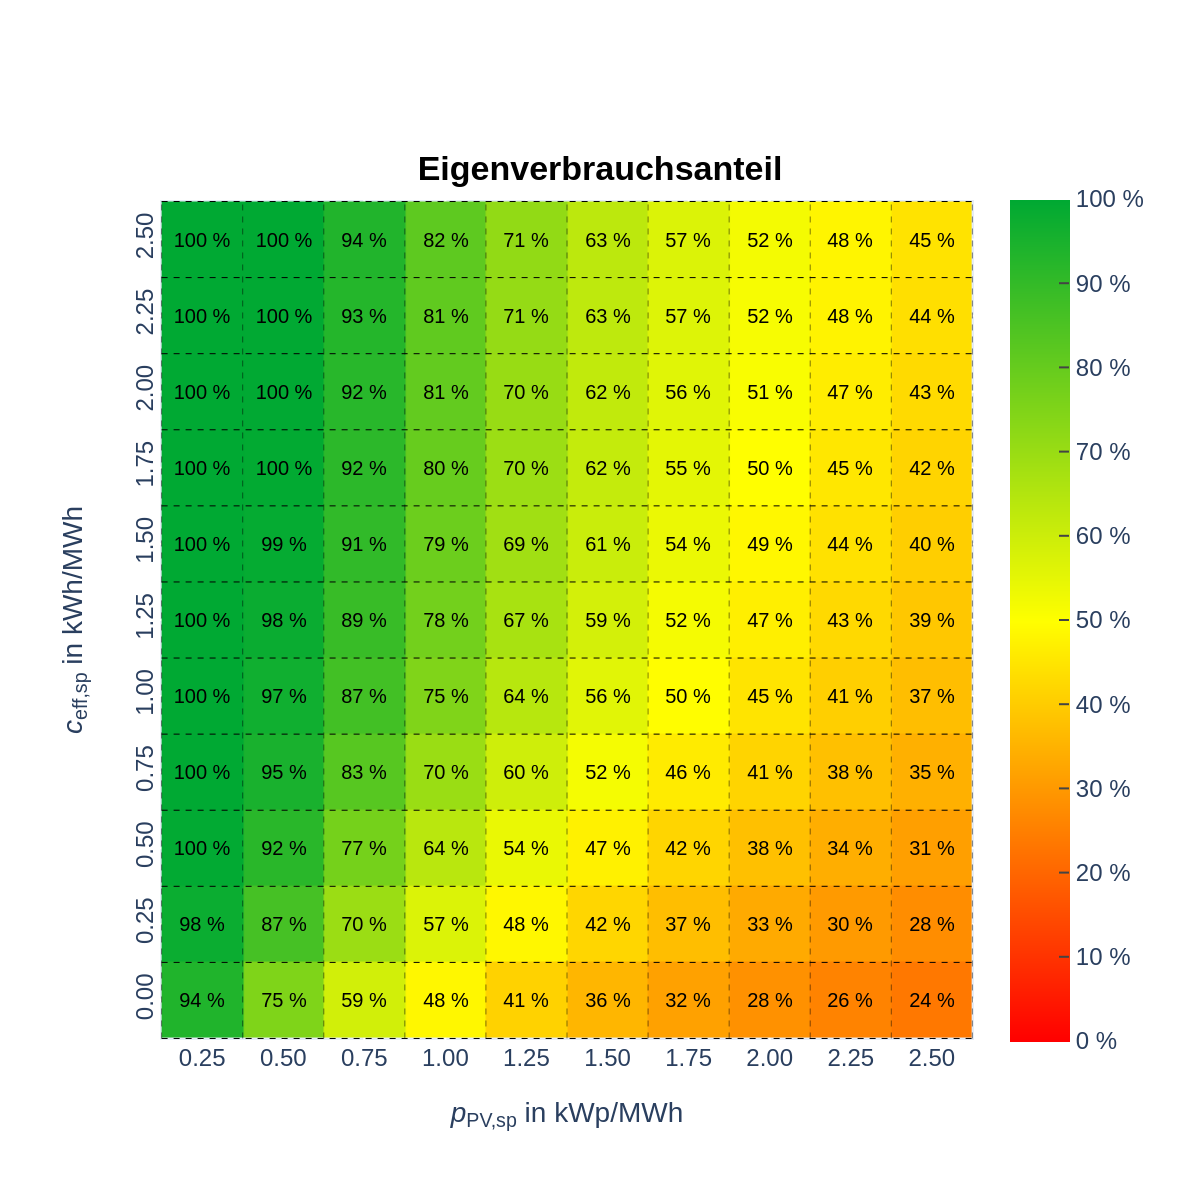 Eigenverbrauchsanteil
2.50 100 % 100 % 94 % 82 % 71 % 63 % 57 % 52 % 48 % 45 %
2.25 100 % 100 % 93 % 81 % 71 % 63 % 57 % 52 % 48 % 44 %
2.00 100 % 100 % 92 % 81 % 70 % 62 % 56 % 51 % 47 % 43 %
1.75 100 % 100 % 92 % 80 % 70 % 62 % 55 % 50 % 45 % 42 %
1.50 100 % 99 % 91 % 79 % 69 % 61 % 54 % 49 % 44 % 40 %
1.25 100 % 98 % 89 % 78 % 67 % 59 % 52 % 47 % 43 % 39 %
1.00 100 % 97 % 87 % 75 % 64 % 56 % 50 % 45 % 41 % 37 %
0.75 100 % 95 % 83 % 70 % 60 % 52 % 46 % 41 % 38 % 35 %
0.50 100 % 92 % 77 % 64 % 54 % 47 % 42 % 38 % 34 % 31 %
0.25 98 % 87 % 70 % 57 % 48 % 42 % 37 % 33 % 30 % 28 %
0.00 94 % 75 % 59 % 48 % 41 % 36 % 32 % 28 % 26 % 24 %
0.25 0.50 0.75 1.00 1.25 1.50 1.75 2.00 2.25 2.50
pPV,sp in kWp/MWh
ceff,sp in kWh/MWh
100 %
90 %
80 %
70 %
60 %
50 %
40 %
30 %
20 %
10 %
0 %